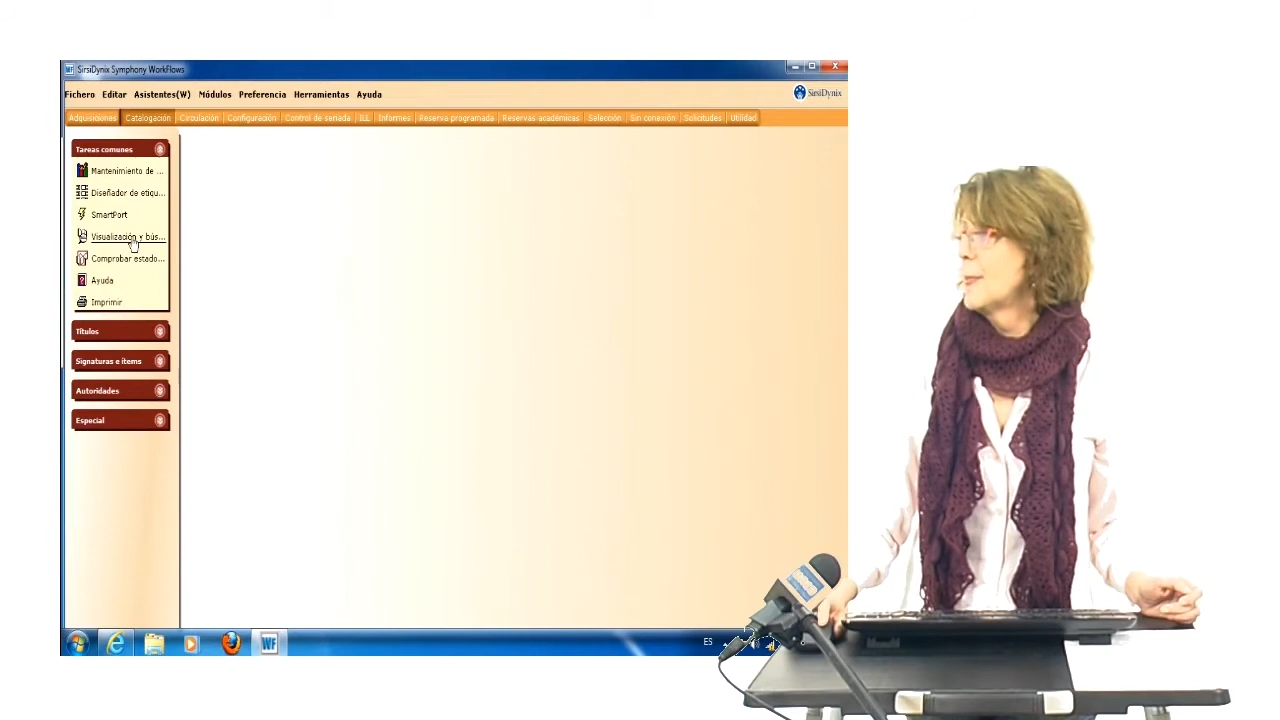 SirsiDynix Symphony WorkFlows
Fichero Editar Asistentes(W) Módulos Preferencia Herramientas Ayuda
SirsiDynix
Adquisiciones Catalogación Circulación Configuración Control de seriada ILL Informes Reserva programada Reservas académicas Selección Sin conexión Solicitudes Utilidad
Tareas comunes
Mantenimiento de ...
Diseñador de etiqu...
SmartPort
Visualización y bús...
Comprobar estado...
Ayuda
Imprimir
Títulos
Signaturas e ítems
Autoridades
Especial
WF
ES